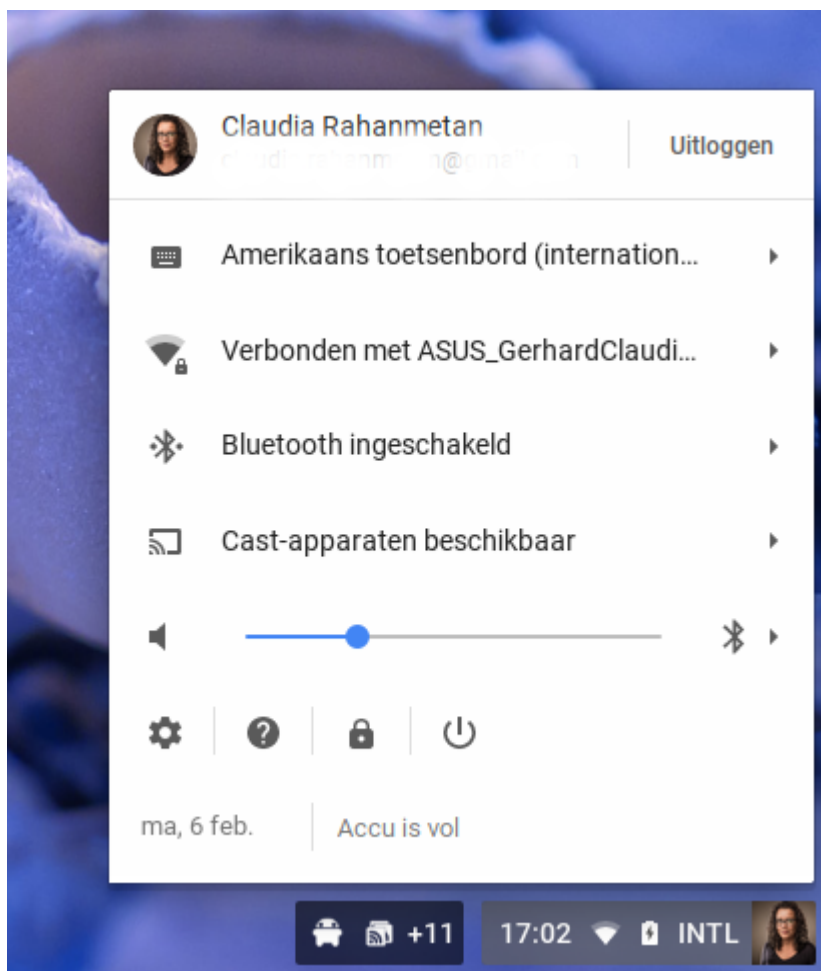 Claudia Rahanmetan
Uitloggen
Amerikaans toetsenbord (internation...
Verbonden met ASUS_GerhardClaudi...
Bluetooth ingeschakeld
Cast-apparaten beschikbaar
ma, 6 feb.
Accu is vol
+11
17:02
INTL